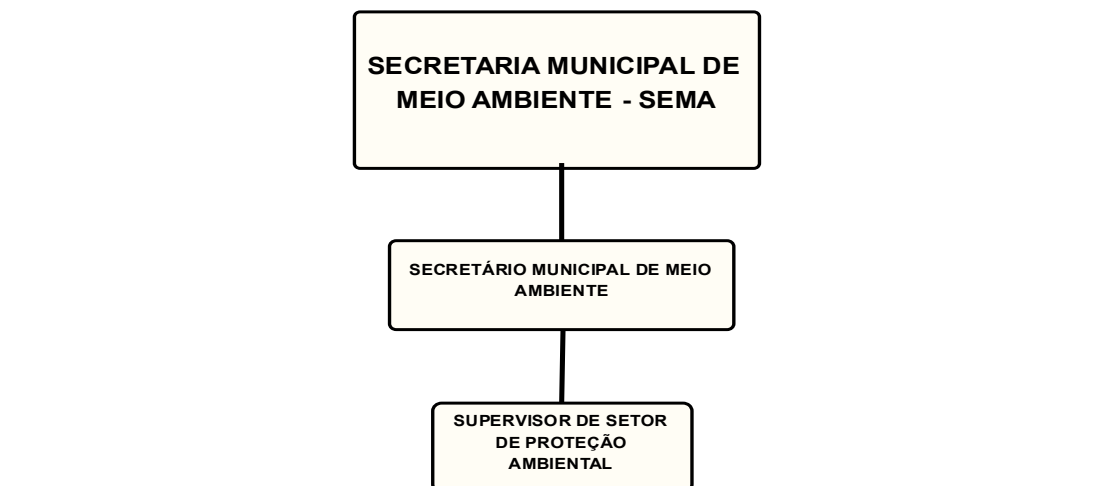 SECRETARIA MUNICIPAL DE
MEIO AMBIENTE - SEMA
SECRETÁRIO MUNICIPAL DE MEIO
AMBIENTE
SUPERVISOR DE SETOR
DE PROTEÇÃO
AMBIENTAL